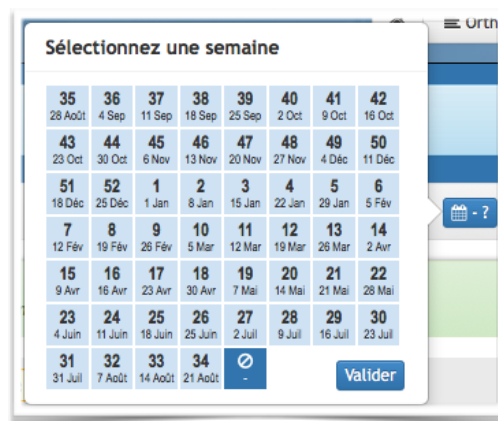 Orth
Sélectionnez une semaine
35 36 37 38 39 40 41 42
28 Août 4 Sep 11 Sep 18 Sep 25 Sep 2 Oct 9 Oct 16 Oct
43 44 45 46 47 48 49 50
23 Oct 30 Oct 6 Nov 13 Nov 20 Nov 27 Nov 4 Déc 11 Déc
51 52 1 2 3 4 5 6
18 Déc 25 Déc 1 Jan 8 Jan 15 Jan 22 Jan 29 Jan 5 Fév
- ?
7 8 9 10 11 12 13 14
12 Fév 19 Fév 26 Fév 5 Mar 12 Mar 19 Mar 26 Mar 2 Avr
15 16 17 18 19 20 21 22
9 Avr 16 Avr 23 Avr 30 Avr 7 Mai 14 Mai 21 Mai 28 Mai
23 24 25 26 27 28 29 30
4 Juin 11 Juin 18 Juin 25 Juin 2 Juil 9 Juil 16 Juil 23 Juil
31 32 33 34
31 Juil 7 Août 14 Août 21 Août -
Valider